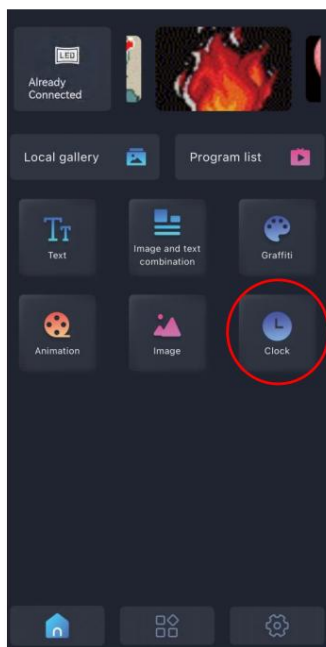 LED
Already
Connected
Local gallery
Program list
Text
Image and text
combination
Graffiti
Animation
Image
Clock